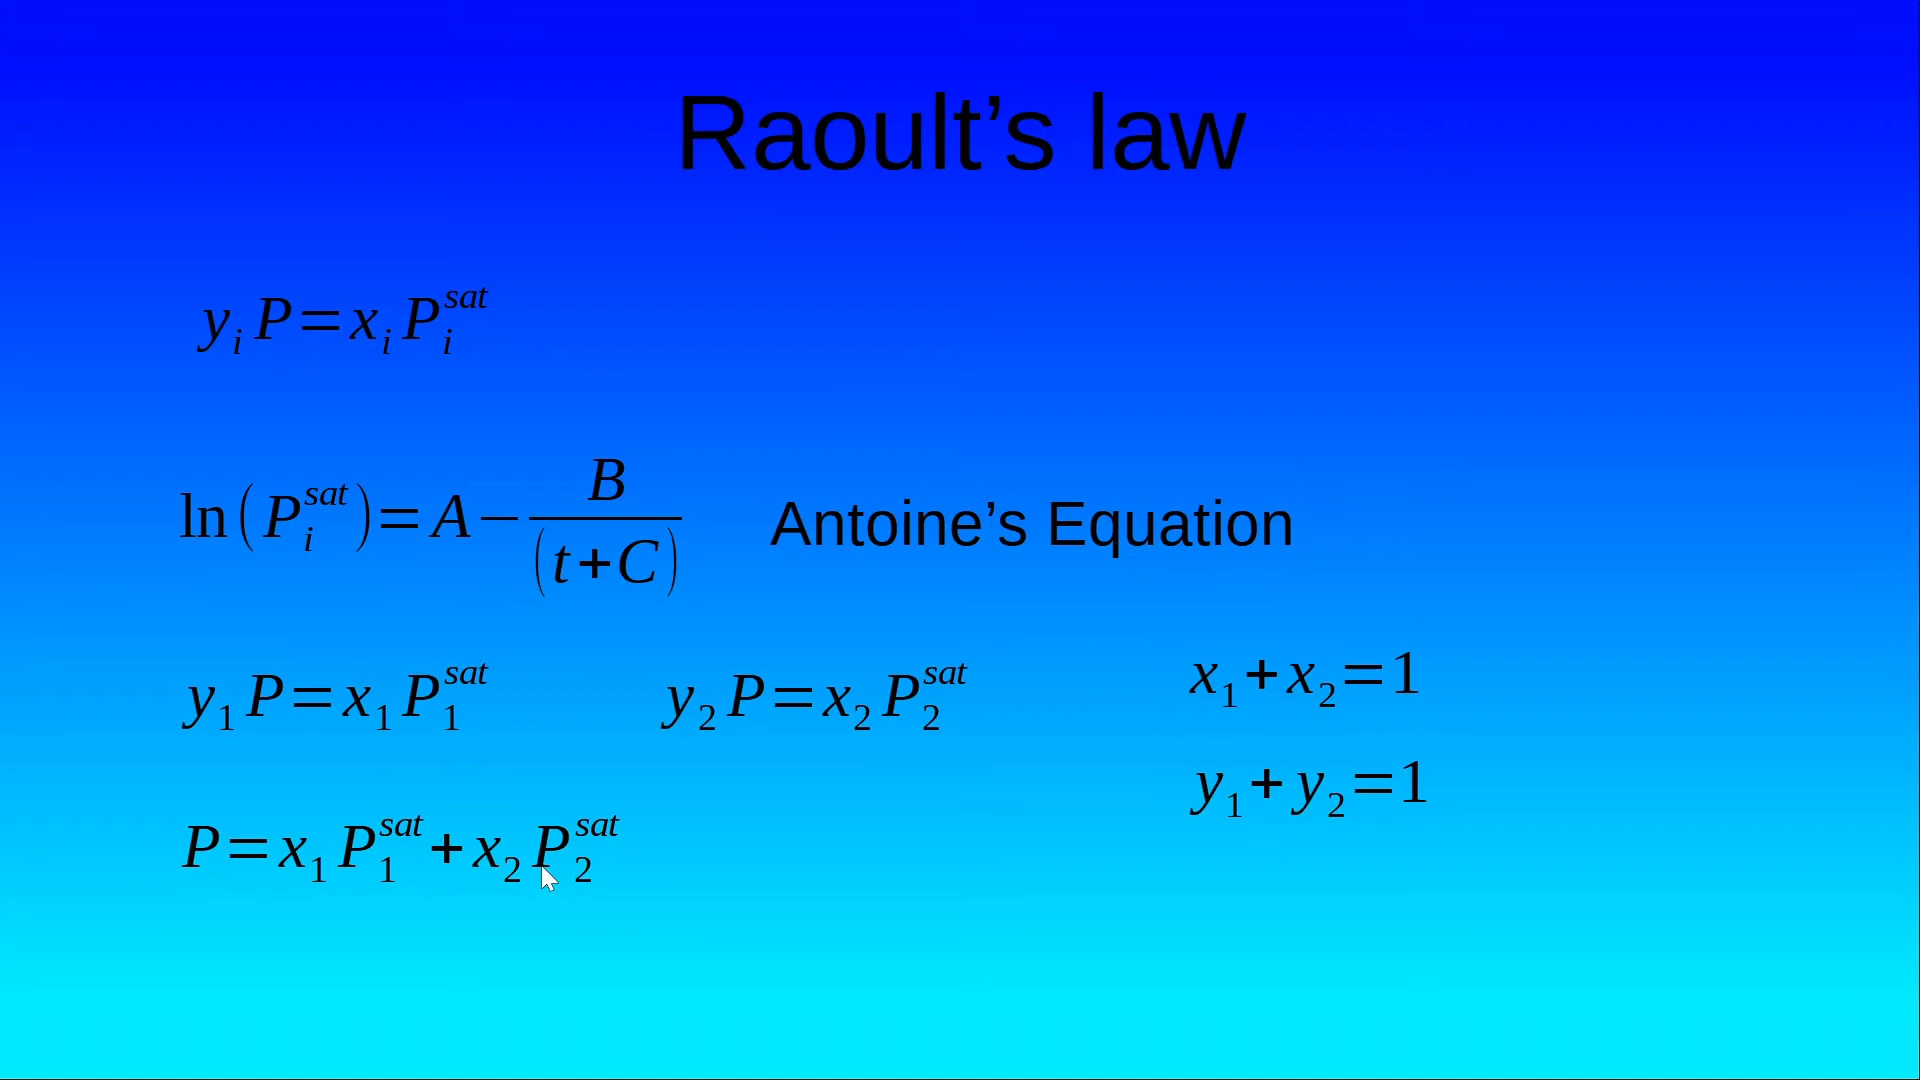 Raoult’s law
y_i P = x_i P_i^sat
ln(P_i^sat) = A − B/(t + C) Antoine’s Equation
y_1 P = x_1 P_1^sat y_2 P = x_2 P_2^sat x_1 + x_2 = 1
y_1 + y_2 = 1
P = x_1 P_1^sat + x_2 P_2^sat